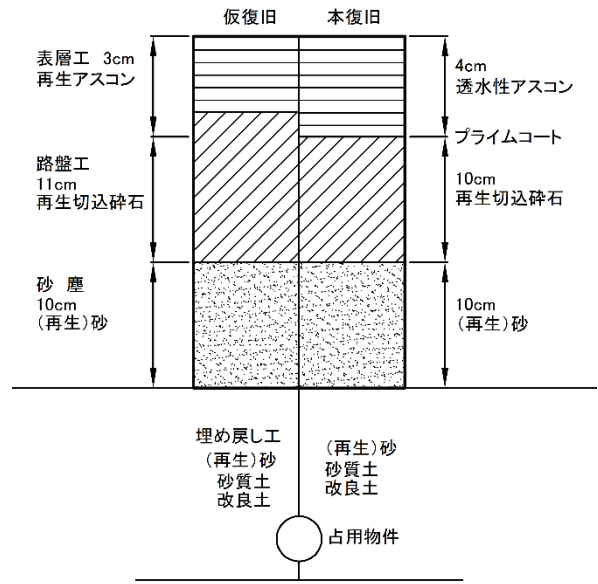 仮復旧
本復旧
表層工 3cm
再生アスコン
4cm
透水性アスコン
プライムコート
路盤工
11cm
再生切込砕石
10cm
再生切込砕石
砂 塵
10cm
(再生)砂
10cm
(再生)砂
埋め戻し工
(再生)砂
砂質土
改良土
(再生)砂
砂質土
改良土
占用物件